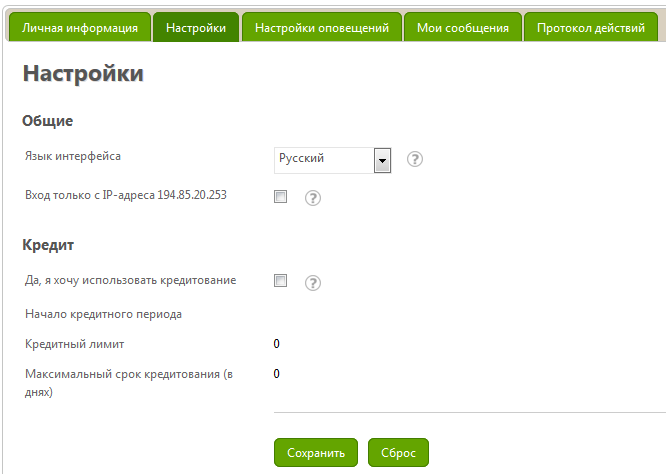 Личная информация Настройки Настройки оповещений Мои сообщения Протокол действий
Настройки
Общие
Язык интерфейса Русский ?
Вход только с IP-адреса 194.85.20.253 ?
Кредит
Да, я хочу использовать кредитование ?
Начало кредитного периода
Кредитный лимит 0
Максимальный срок кредитования (в 0
днях)
Сохранить Сброс